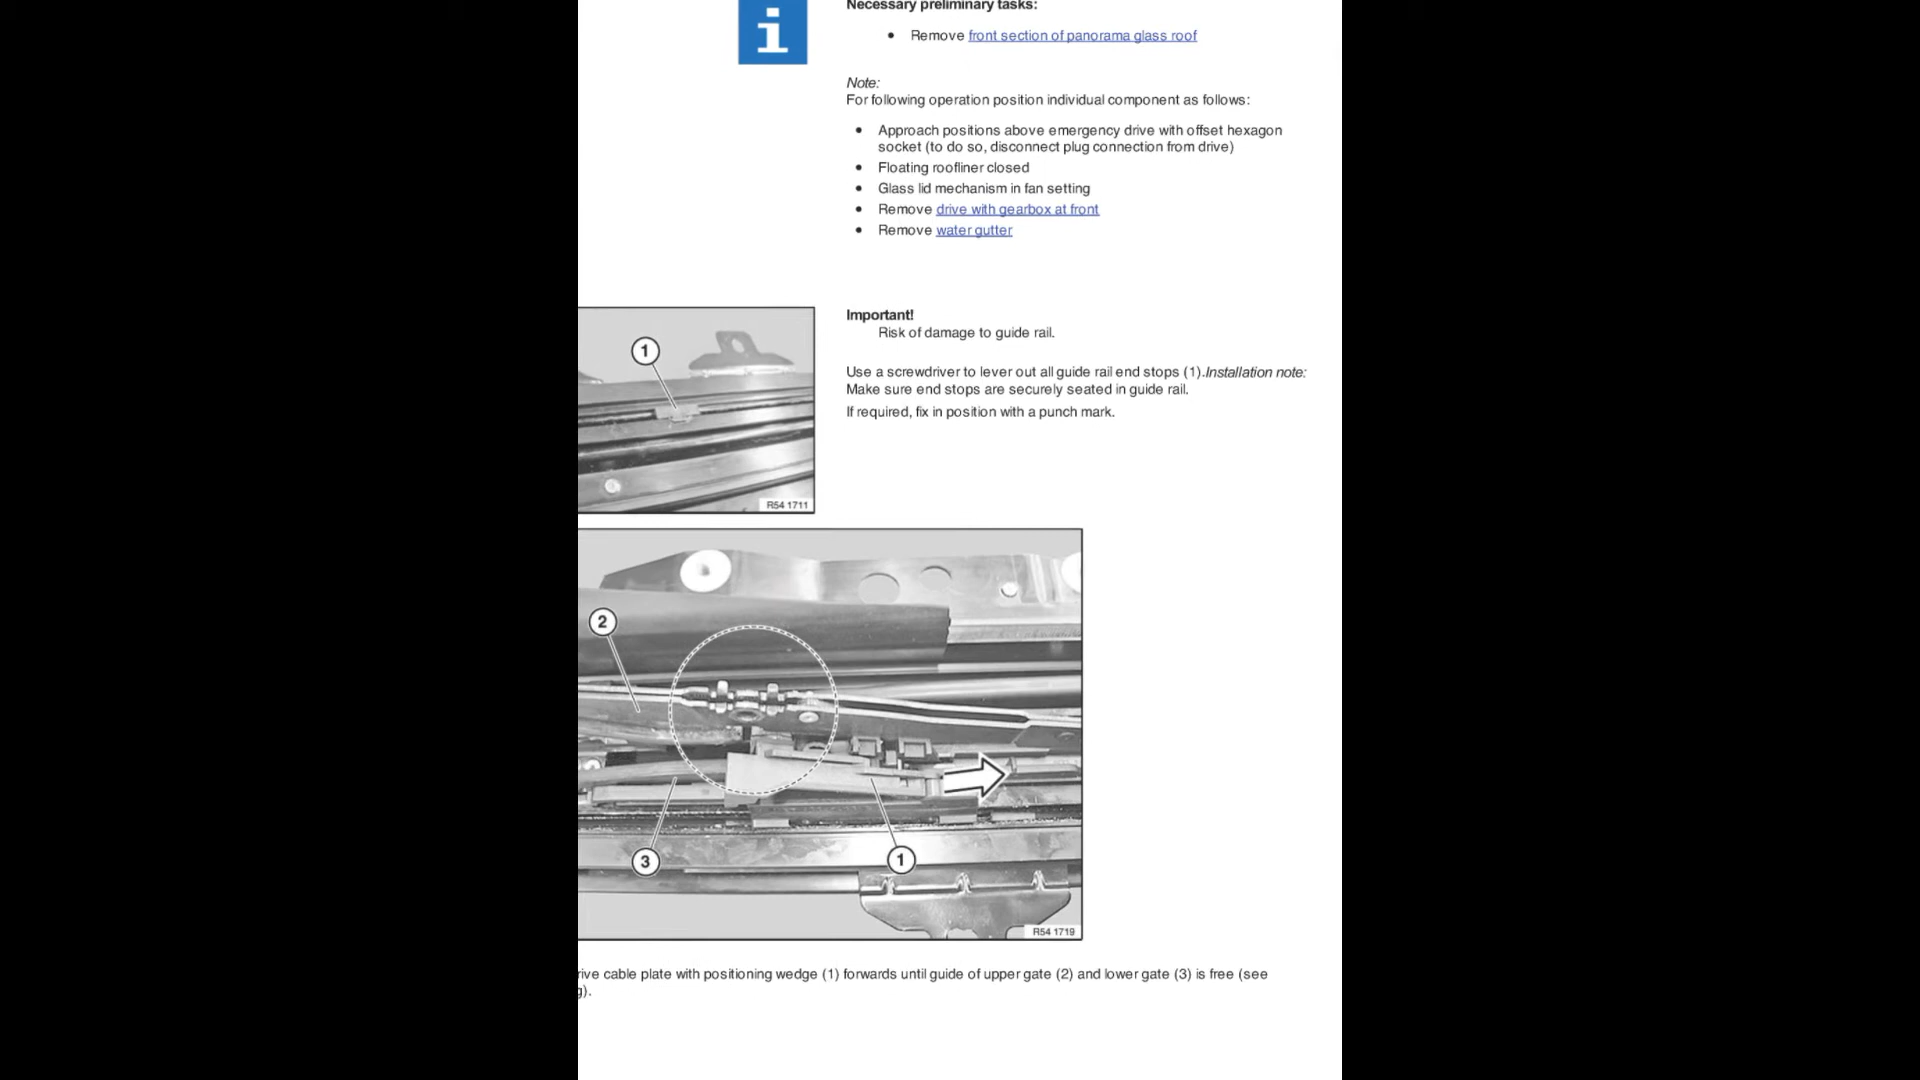 Necessary preliminary tasks:
• Remove front section of panorama glass roof
Note:
For following operation position individual component as follows:
• Approach positions above emergency drive with offset hexagon
socket (to do so, disconnect plug connection from drive)
• Floating roofliner closed
• Glass lid mechanism in fan setting
• Remove drive with gearbox at front
• Remove water gutter
1
R54 1711
Important!
Risk of damage to guide rail.
Use a screwdriver to lever out all guide rail end stops (1).Installation note:
Make sure end stops are securely seated in guide rail.
If required, fix in position with a punch mark.
2
3
1
R54 1719
rive cable plate with positioning wedge (1) forwards until guide of upper gate (2) and lower gate (3) is free (see
g).